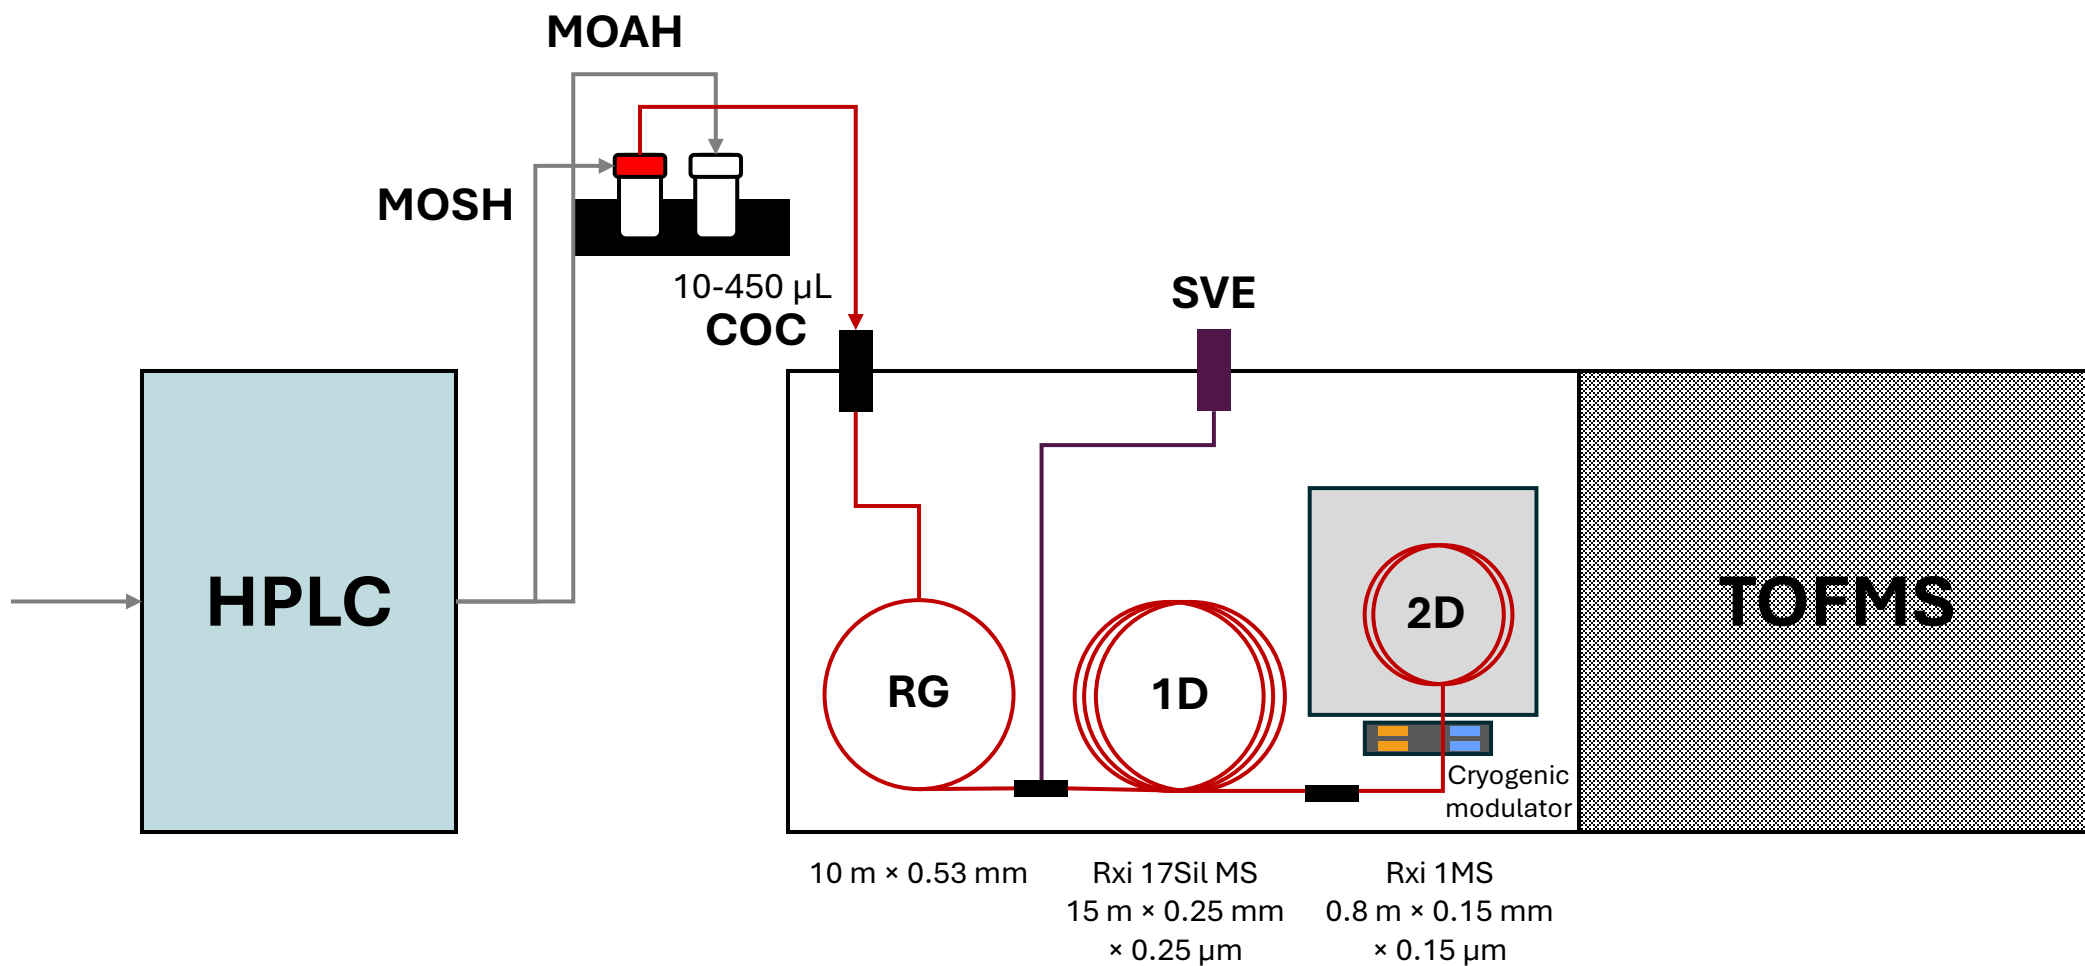 MOAH
MOSH
10-450 µL
COC
SVE
HPLC
TOFMS
2D
RG
1D
Cryogenic
modulator
10 m × 0.53 mm
Rxi 17Sil MS
15 m × 0.25 mm
× 0.25 µm
Rxi 1MS
0.8 m × 0.15 mm
× 0.15 µm